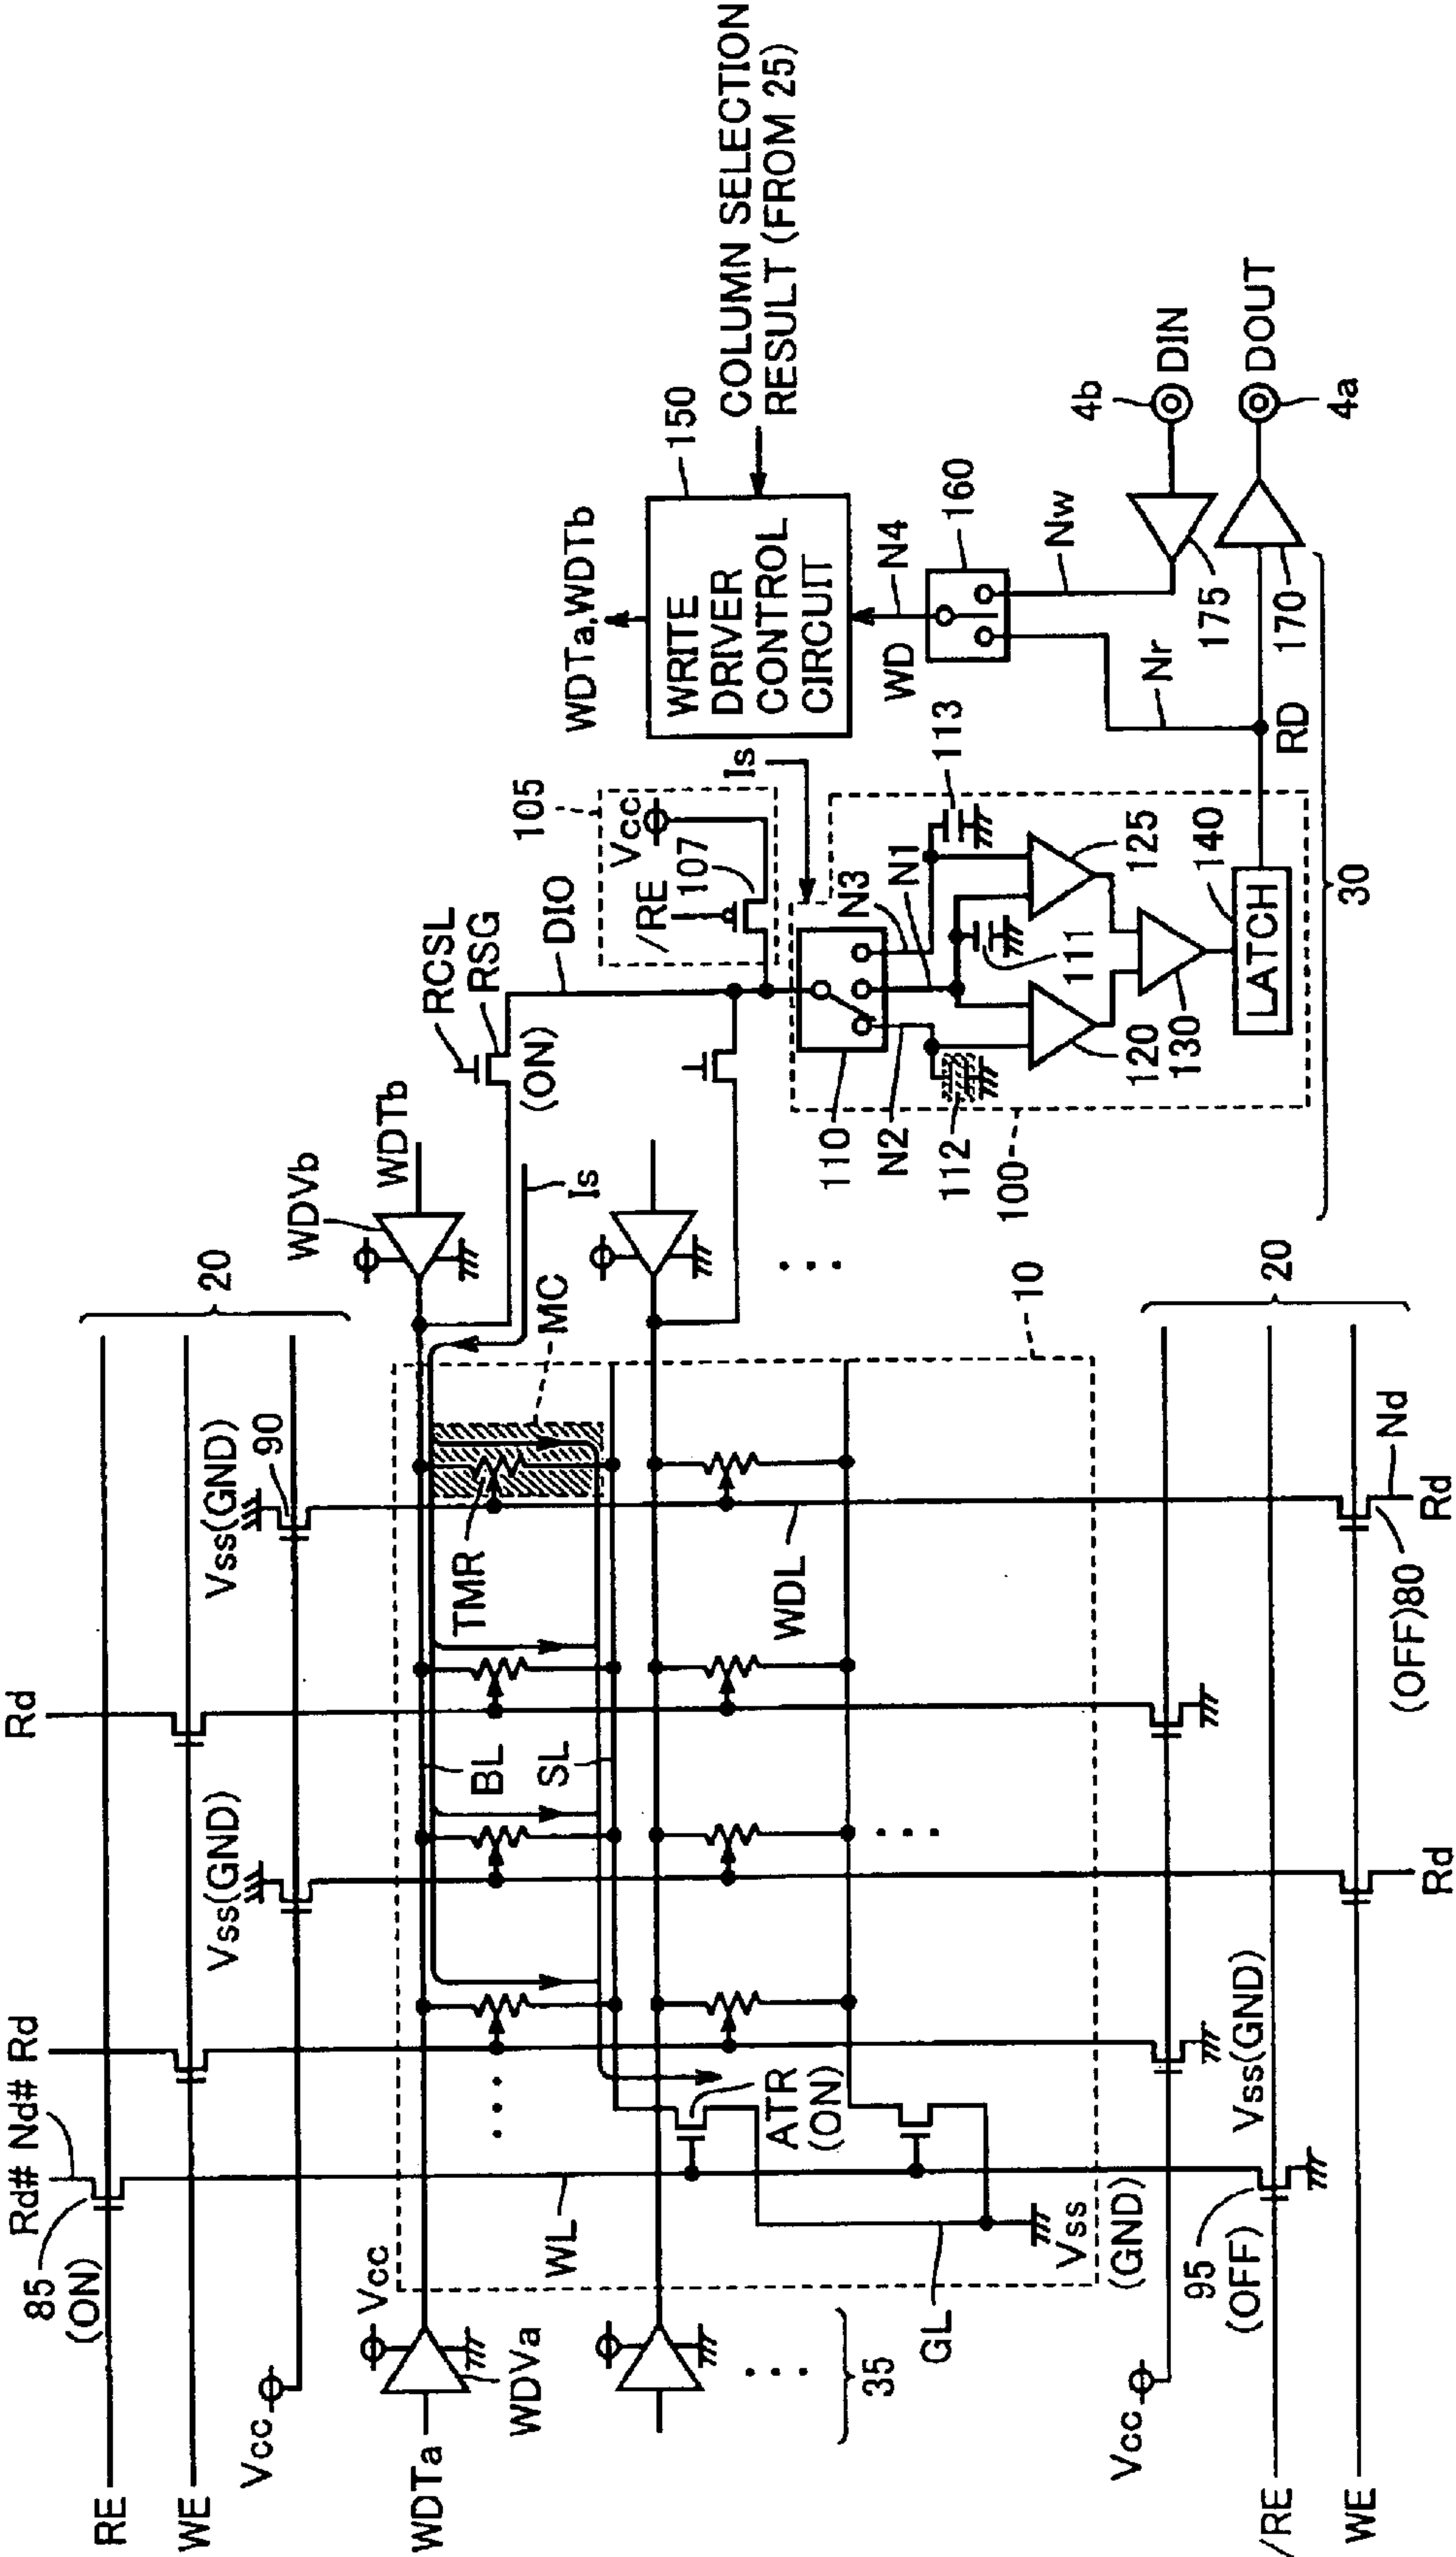 RE
WE
Vcc
Rd# Nd# Rd
85
(ON)
Vss(GND)
Rd
Vss(GND)
90
20
WDTa
WDVa
Vcc
WDVb
WDTb
RCSL
RSG
(ON)
DIO
BL
SL
TMR
MC
Is
WL
ATR
(ON)
WDL
GL
Vss
(GND)
10
35
105
Vcc
/RE
107
Is
110
N2
N3
N1
113
111
112
100
120
125
130
140
LATCH
30
WDTa,WDTb
150
WRITE
DRIVER
CONTROL
CIRCUIT
COLUMN SELECTION
RESULT (FROM 25)
WD
N4
160
Nw
Nr
RD
175
170
4b
DIN
DOUT
4a
Vcc
/RE
WE
95
(OFF)
Vss(GND)
Rd
(OFF)80
Nd
Rd
20